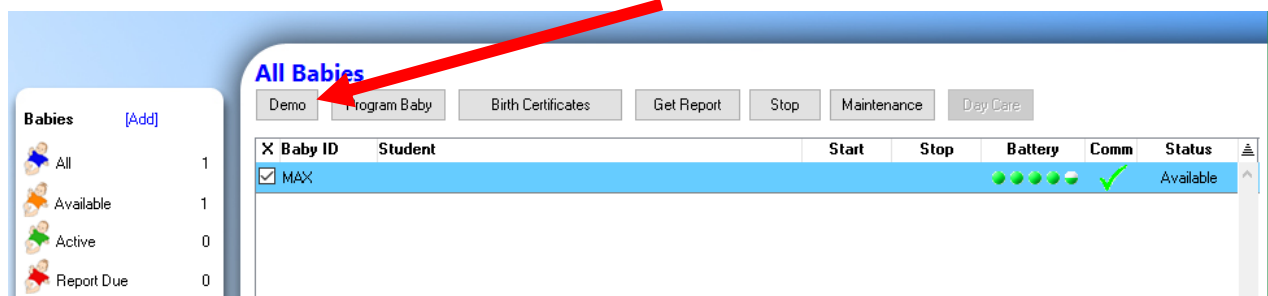 All Babies
Demo Program Baby Birth Certificates Get Report Stop Maintenance Day Care
Babies [Add]
X Baby ID Student Start Stop Battery Comm Status
All 1
MAX Available
Available 1
Active 0
Report Due 0